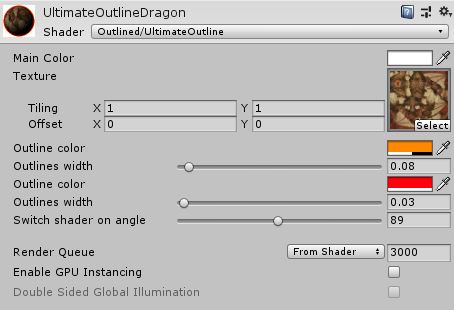 UltimateOutlineDragon
Shader Outlined/UltimateOutline
Main Color
Texture
Tiling X 1 Y 1
Offset X 0 Y 0
Select
Outline color
Outlines width 0.08
Outline color
Outlines width 0.03
Switch shader on angle 89
Render Queue From Shader 3000
Enable GPU Instancing
Double Sided Global Illumination